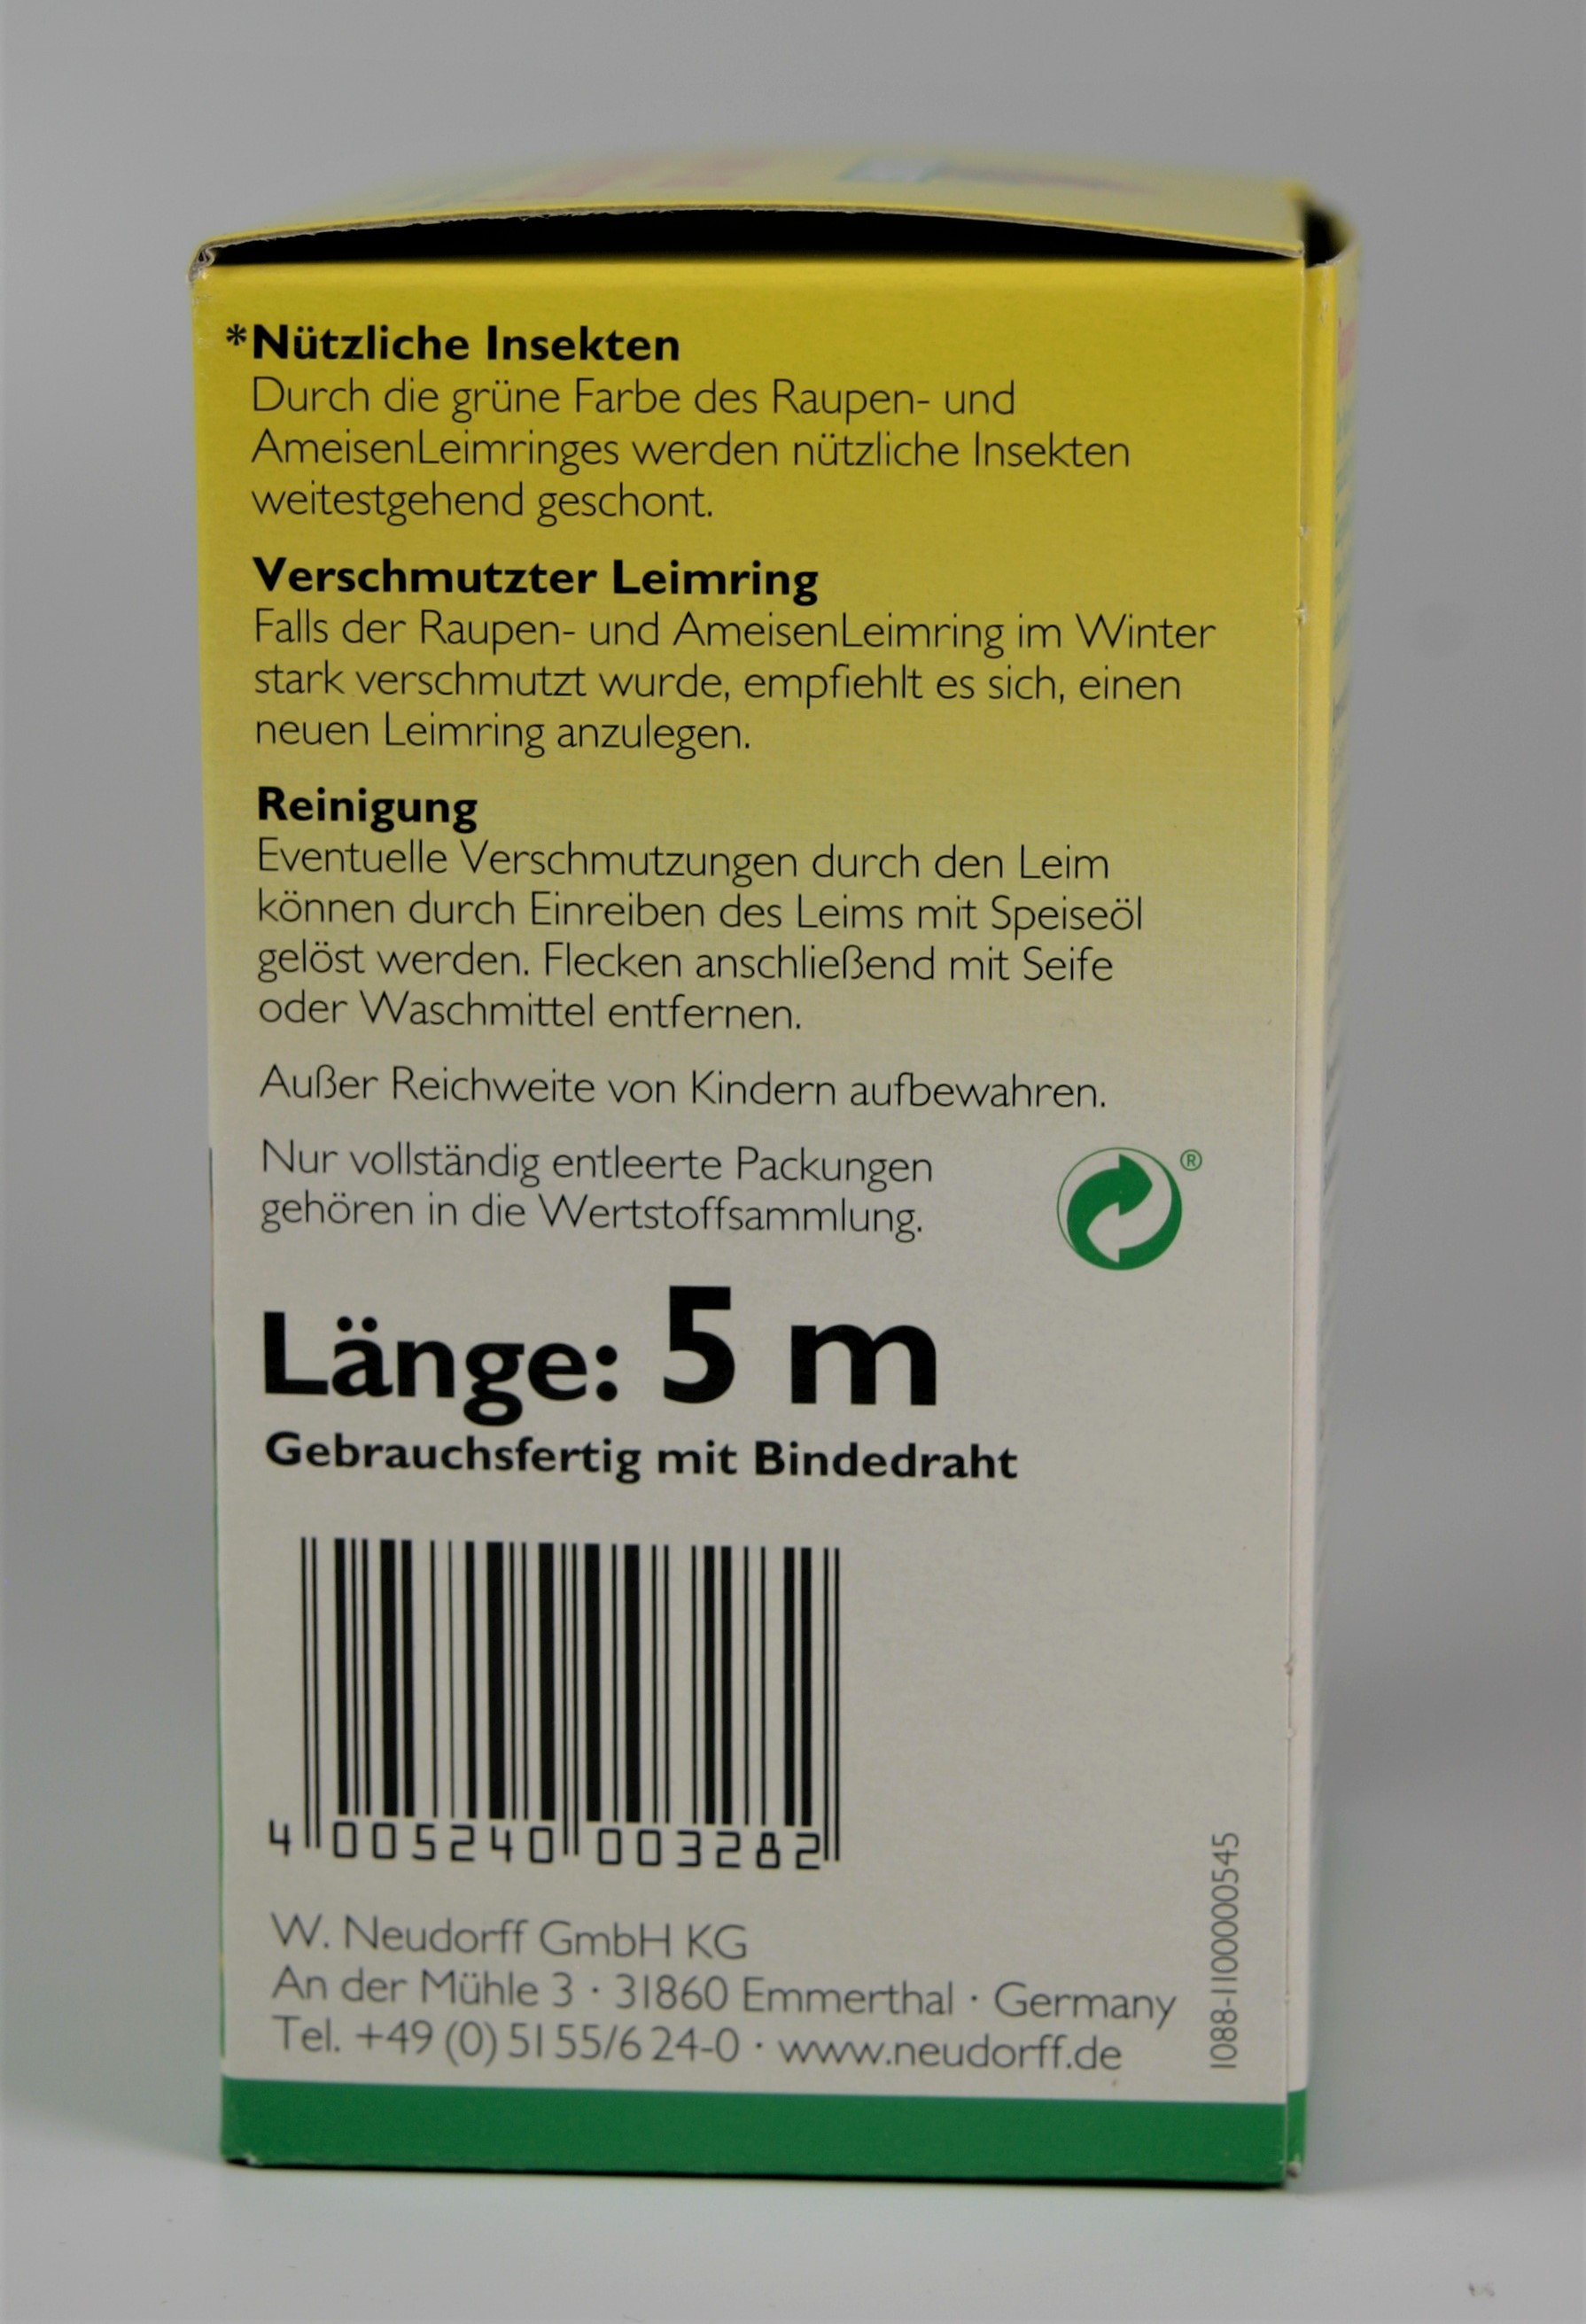 *Nützliche Insekten
Durch die grüne Farbe des Raupen- und
AmeisenLeimringes werden nützliche Insekten
weitestgehend geschont.
Verschmutzter Leimring
Falls der Raupen- und AmeisenLeimring im Winter
stark verschmutzt wurde, empfiehlt es sich, einen
neuen Leimring anzulegen.
Reinigung
Eventuelle Verschmutzungen durch den Leim
können durch Einreiben des Leims mit Speiseöl
gelöst werden. Flecken anschließend mit Seife
oder Waschmittel entfernen.
Außer Reichweite von Kindern aufbewahren.
Nur vollständig entleerte Packungen
gehören in die Wertstoffsammlung.
®
Länge: 5 m
Gebrauchsfertig mit Bindedraht
4 005240 003282
W. Neudorff GmbH KG
An der Mühle 3 · 31860 Emmerthal · Germany
Tel. +49 (0) 51 55/6 24-0 · www.neudorff.de
1088-110000545